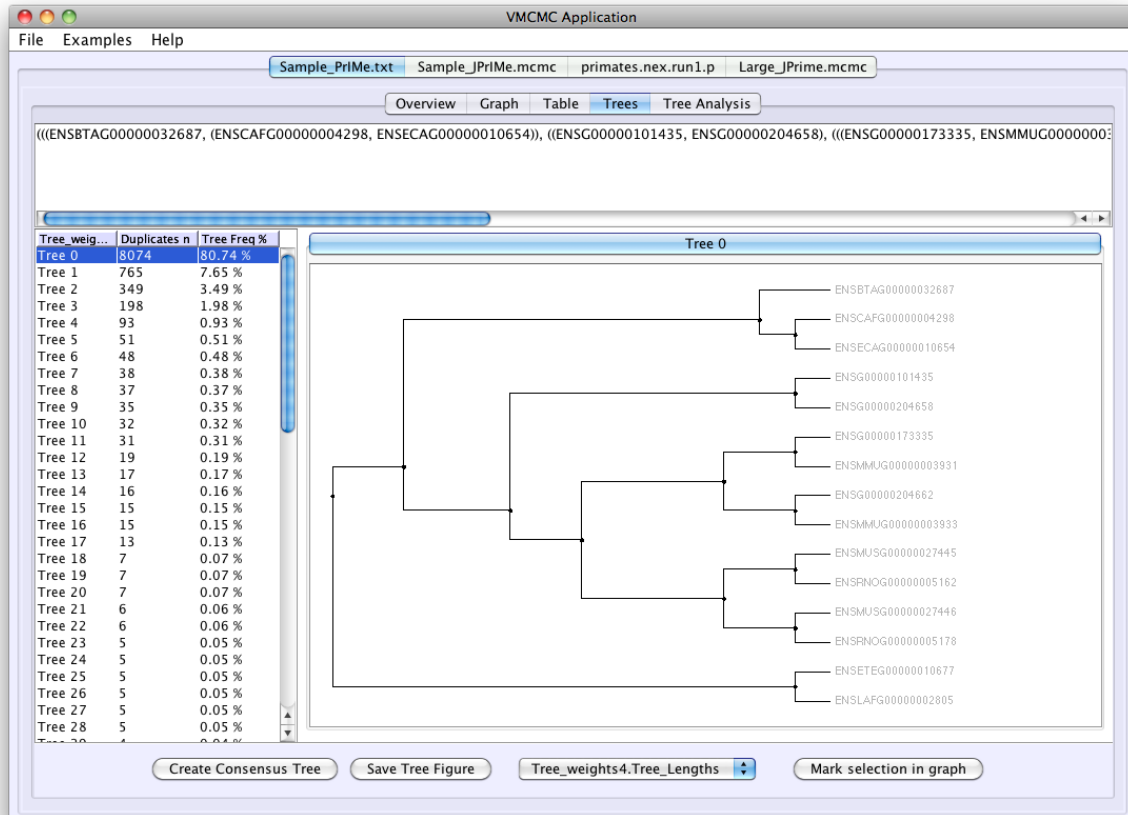 VMCMC Application
File Examples Help
Sample_PrIMe.txt Sample_JPrIMe.mcmc primates.nex.run1.p Large_JPrime.mcmc
Overview Graph Table Trees Tree Analysis
(((ENSBTAG00000032687, (ENSCAFG00000004298, ENSECAG00000010654)), ((ENSG00000101435, ENSG00000204658), (((ENSG00000173335, ENSMMUG00000003
Tree_weig... Duplicates n Tree Freq %
Tree 0 8074 80.74 %
Tree 1 765 7.65 %
Tree 2 349 3.49 %
Tree 3 198 1.98 %
Tree 4 93 0.93 %
Tree 5 51 0.51 %
Tree 6 48 0.48 %
Tree 7 38 0.38 %
Tree 8 37 0.37 %
Tree 9 35 0.35 %
Tree 10 32 0.32 %
Tree 11 31 0.31 %
Tree 12 19 0.19 %
Tree 13 17 0.17 %
Tree 14 16 0.16 %
Tree 15 15 0.15 %
Tree 16 15 0.15 %
Tree 17 13 0.13 %
Tree 18 7 0.07 %
Tree 19 7 0.07 %
Tree 20 7 0.07 %
Tree 21 6 0.06 %
Tree 22 6 0.06 %
Tree 23 5 0.05 %
Tree 24 5 0.05 %
Tree 25 5 0.05 %
Tree 26 5 0.05 %
Tree 27 5 0.05 %
Tree 28 5 0.05 %
Tree 0
ENSBTAG00000032687
ENSCAFG00000004298
ENSECAG00000010654
ENSG00000101435
ENSG00000204658
ENSG00000173335
ENSMMUG00000003931
ENSG00000204662
ENSMMUG00000003933
ENSMUSG00000027445
ENSRNOG00000005162
ENSMUSG00000027446
ENSRNOG00000005178
ENSETEG00000010677
ENSLAFG00000002805
Create Consensus Tree Save Tree Figure Tree_weights4.Tree_Lengths Mark selection in graph